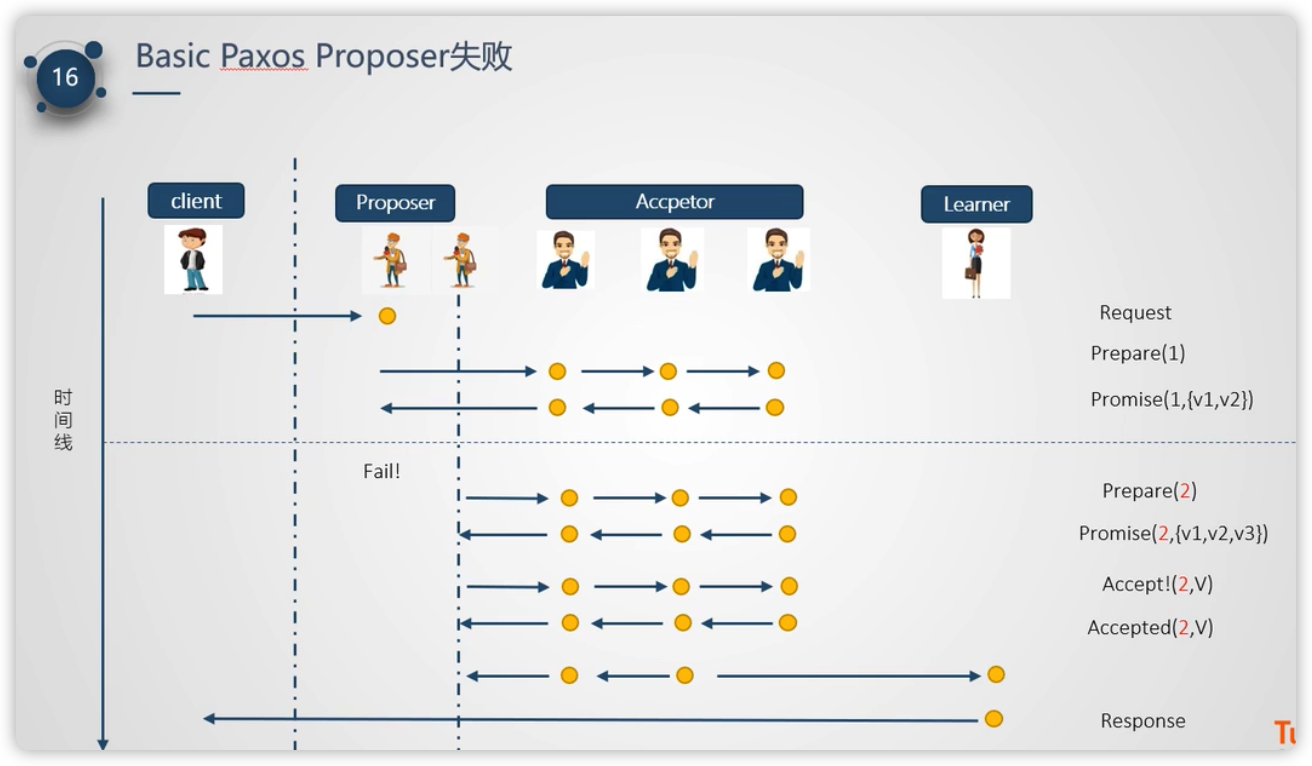 16
Basic Paxos Proposer失败
client
Proposer
Accpetor
Learner
Request
Prepare(1)
Promise(1,{v1,v2})
时
间
线
Fail!
Prepare(2)
Promise(2,{v1,v2,v3})
Accept!(2,V)
Accepted(2,V)
Response